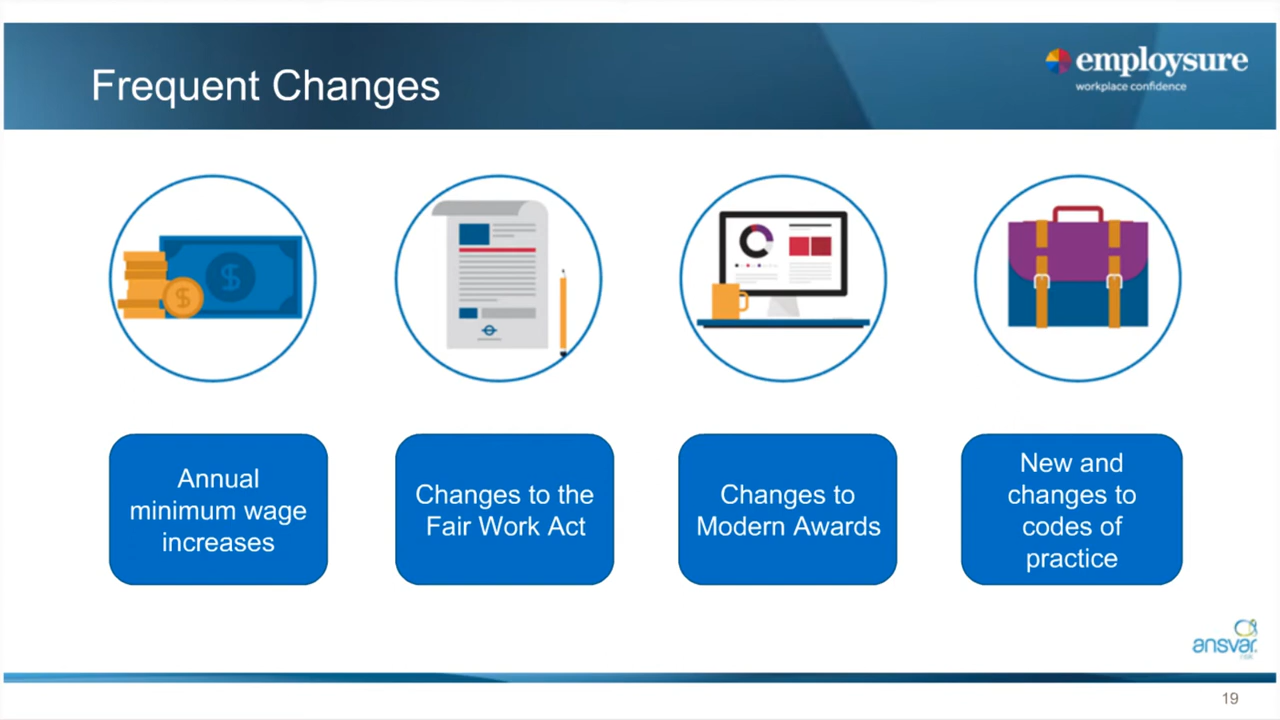 Frequent Changes
employsure
workplace confidence
$
$
Annual
minimum wage
increases
Changes to the
Fair Work Act
Changes to
Modern Awards
New and
changes to
codes of
practice
ansvar
risk
19